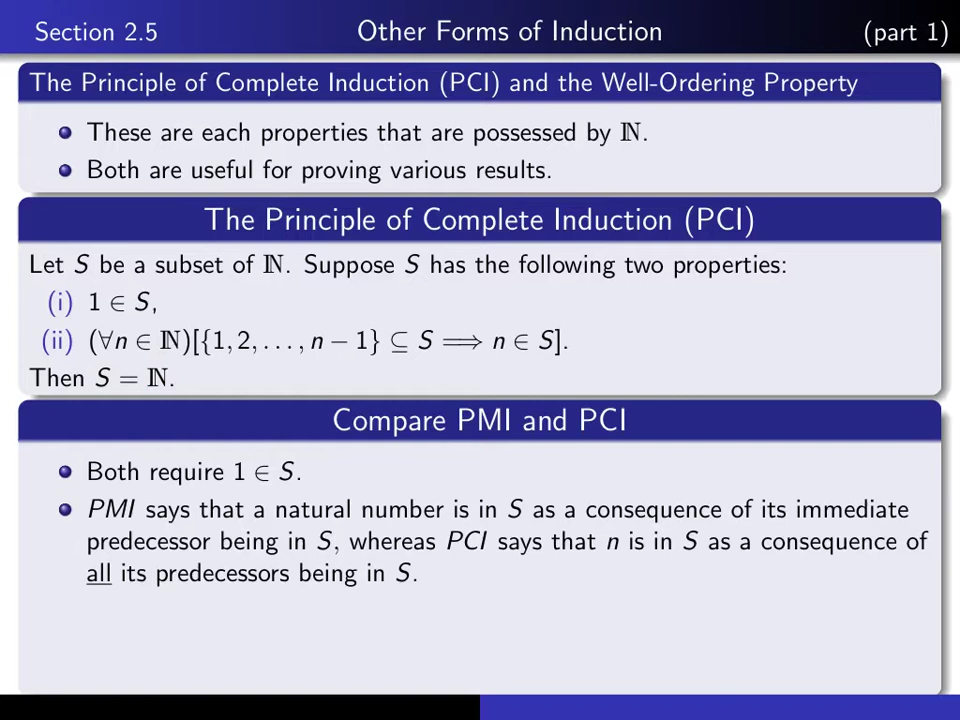 Section 2.5 Other Forms of Induction (part 1)
The Principle of Complete Induction (PCI) and the Well-Ordering Property
These are each properties that are possessed by ℕ.
Both are useful for proving various results.
The Principle of Complete Induction (PCI)
Let S be a subset of ℕ. Suppose S has the following two properties:
(i) 1 ∈ S,
(ii) (∀n ∈ ℕ)[{1, 2, . . . , n − 1} ⊆ S ⟹ n ∈ S].
Then S = ℕ.
Compare PMI and PCI
Both require 1 ∈ S.
PMI says that a natural number is in S as a consequence of its immediate
predecessor being in S, whereas PCI says that n is in S as a consequence of
all its predecessors being in S.